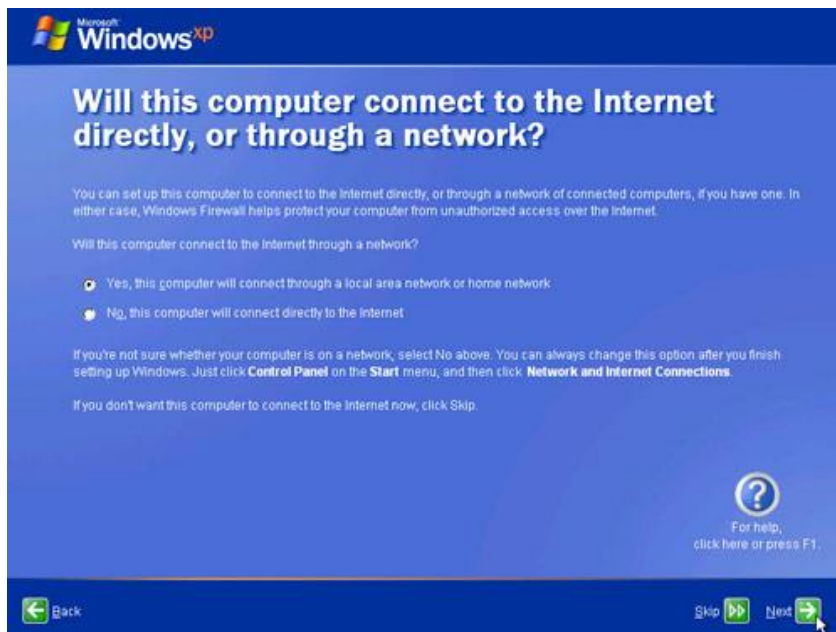 Microsoft
Windows xp
Will this computer connect to the Internet
directly, or through a network?
You can set up this computer to connect to the Internet directly, or through a network of connected computers, if you have one. In
either case, Windows Firewall helps protect your computer from unauthorized access over the Internet.
Will this computer connect to the Internet through a network?
Yes, this computer will connect through a local area network or home network
No, this computer will connect directly to the Internet
If you're not sure whether your computer is on a network, select No above. You can always change this option after you finish
setting up Windows. Just click Control Panel on the Start menu, and then click Network and Internet Connections.
If you don't want this computer to connect to the Internet now, click Skip.
For help,
click here or press F1.
Back
Skip
Next